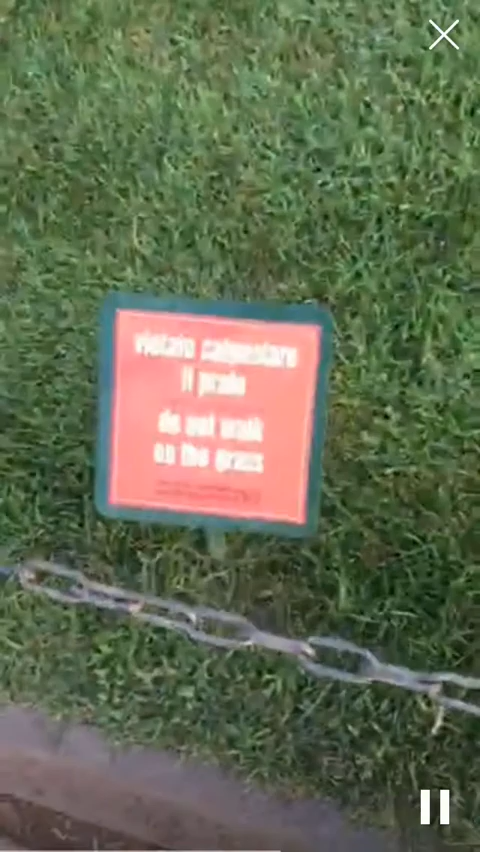 vietato calpestare
il prato
do not walk
on the grass